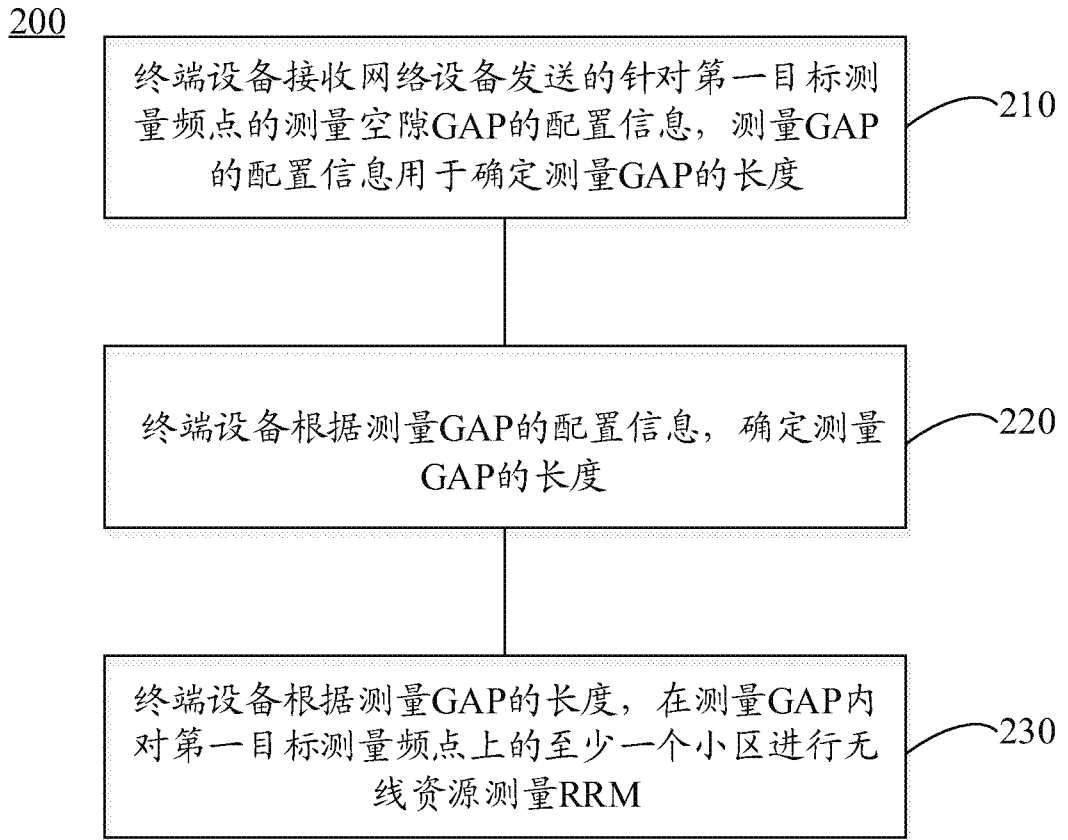 200
终端设备接收网络设备发送的针对第一目标测
量频点的测量空隙GAP的配置信息，测量GAP
的配置信息用于确定测量GAP的长度
210
终端设备根据测量GAP的配置信息，确定测量
GAP的长度
220
终端设备根据测量GAP的长度，在测量GAP内
对第一目标测量频点上的至少一个小区进行无
线资源测量RRM
230